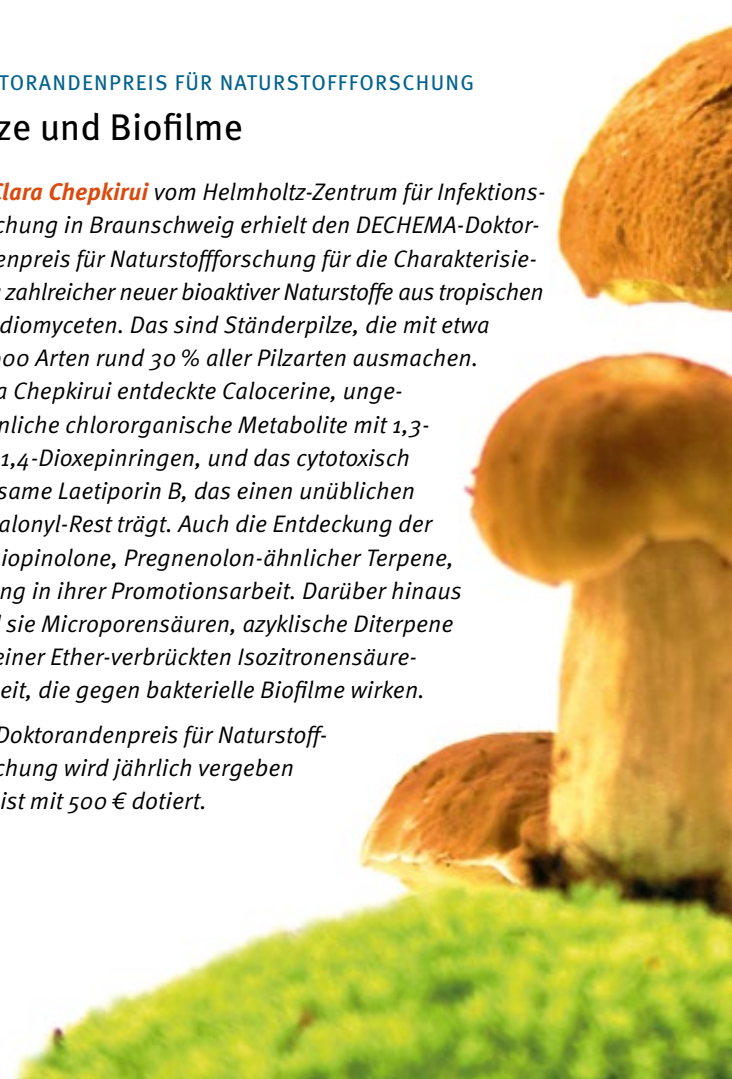 TORANDENPREIS FÜR NATURSTOFFFORSCHUNG
ze und Biofilme
Clara Chepkirui vom Helmholtz-Zentrum für Infektions-
chung in Braunschweig erhielt den DECHEMA-Doktor-
enpreis für Naturstoffforschung für die Charakterisie-
zahlreicher neuer bioaktiver Naturstoffe aus tropischen
diomyceten. Das sind Ständerpilze, die mit etwa
000 Arten rund 30 % aller Pilzarten ausmachen.
a Chepkirui entdeckte Calocerine, unge-
nliche chlororganische Metabolite mit 1,3-
1,4-Dioxepinringen, und das cytotoxisch
same Laetiporin B, das einen unüblichen
alonyl-Rest trägt. Auch die Entdeckung der
iopinolone, Pregnenolon-ähnlicher Terpene,
ng in ihrer Promotionsarbeit. Darüber hinaus
sie Microporensäuren, azyklische Diterpene
einer Ether-verbrückten Isozitronensäure-
eit, die gegen bakterielle Biofilme wirken.
Doktorandenpreis für Naturstoff-
chung wird jährlich vergeben
ist mit 500 € dotiert.